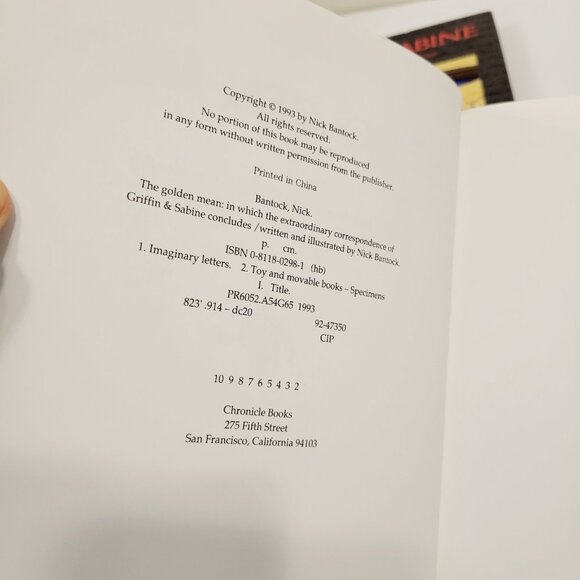 ABINE
Copyright © 1993 by Nick Bantock.
All rights reserved.
No portion of this book may be reproduced
in any form without written permission from the publisher.
Printed in China
Bantock, Nick.
The golden mean: in which the extraordinary correspondence of
Griffin & Sabine concludes / written and illustrated by Nick Bantock.
p. cm.
ISBN 0-8118-0298-1 (hb)
1. Imaginary letters. 2. Toy and movable books – Specimens
I. Title.
PR6052.A54G65 1993
823'.914 – dc20 92-47350
CIP
10 9 8 7 6 5 4 3 2
Chronicle Books
275 Fifth Street
San Francisco, California 94103